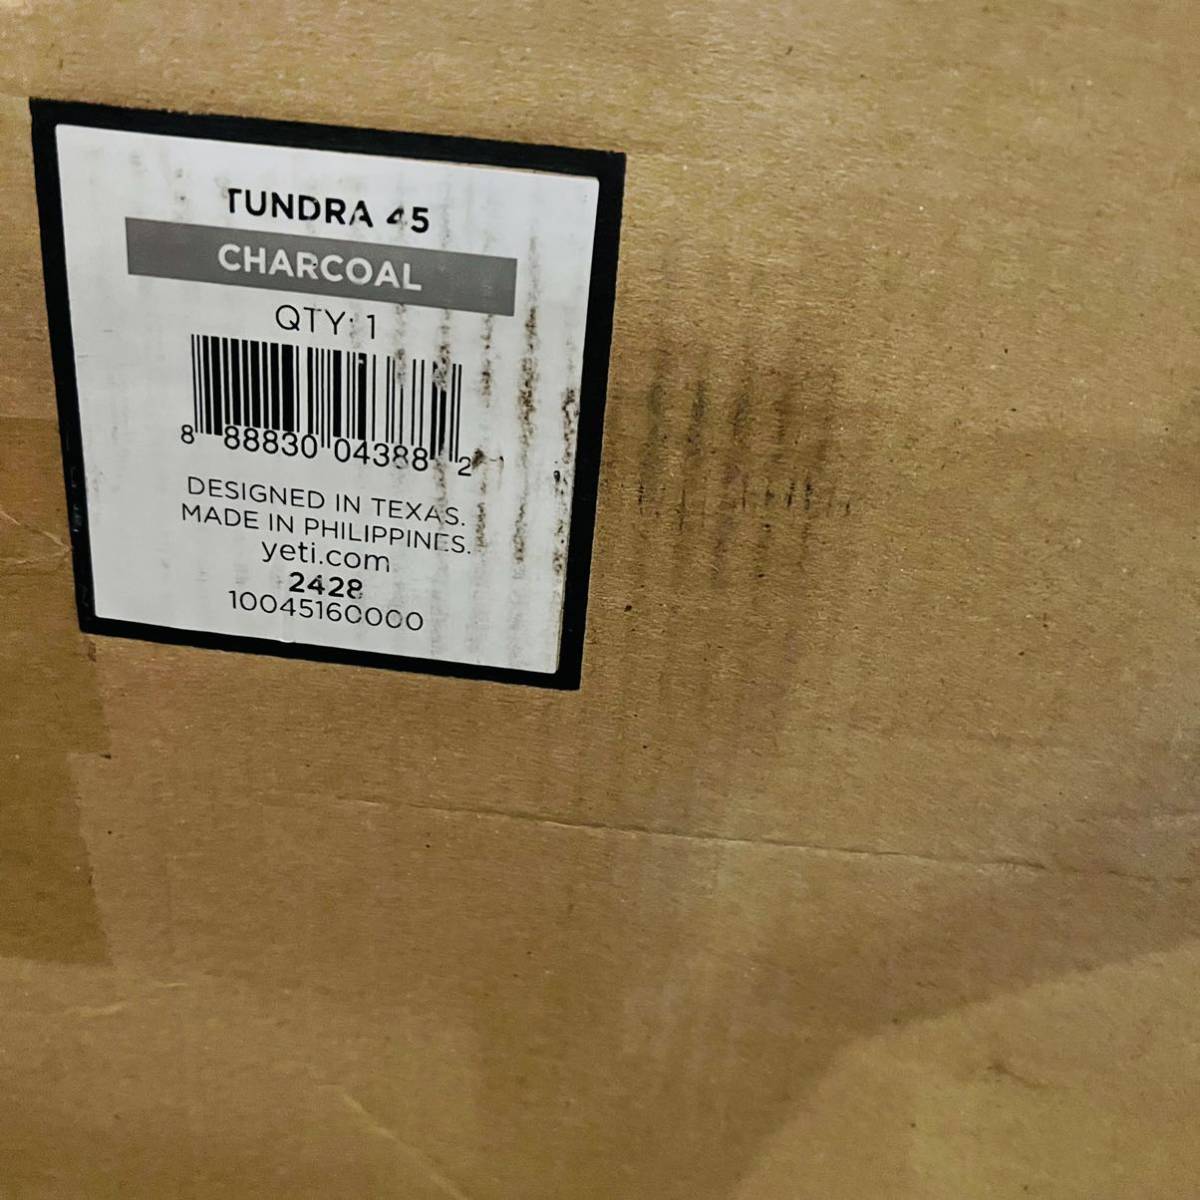 TUNDRA 45
CHARCOAL
QTY: 1
8 88830 04388 2
DESIGNED IN TEXAS.
MADE IN PHILIPPINES.
yeti.com
2428
10045160000